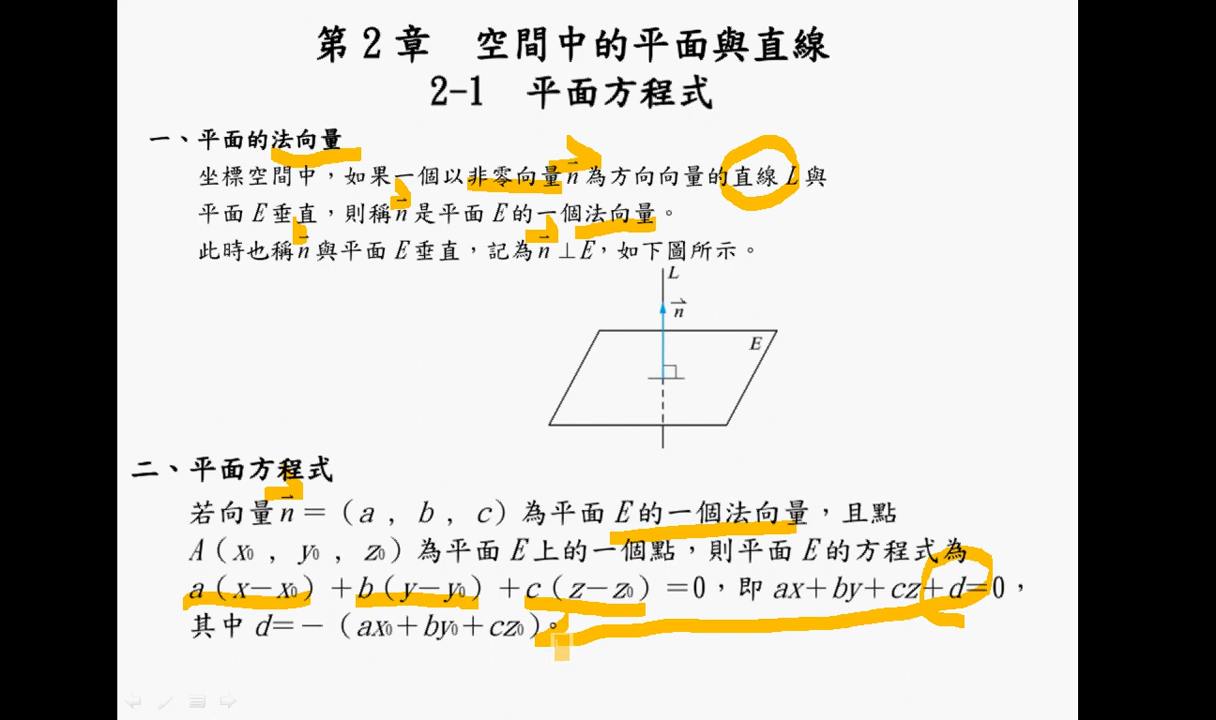 第2章 空間中的平面與直線
2-1 平面方程式
一、平面的法向量
坐標空間中，如果一個以非零向量n⃗為方向向量的直線L與
平面E垂直，則稱n⃗是平面E的一個法向量。
此時也稱n⃗與平面E垂直，記為n⃗⊥E，如下圖所示。
L
n⃗
E
二、平面方程式
若向量n⃗＝(a，b，c)為平面E的一個法向量，且點
A(x₀，y₀，z₀)為平面E上的一個點，則平面E的方程式為
a(x－x₀)＋b(y－y₀)＋c(z－z₀)＝0，即ax＋by＋cz＋d＝0，
其中d＝－(ax₀＋by₀＋cz₀)。